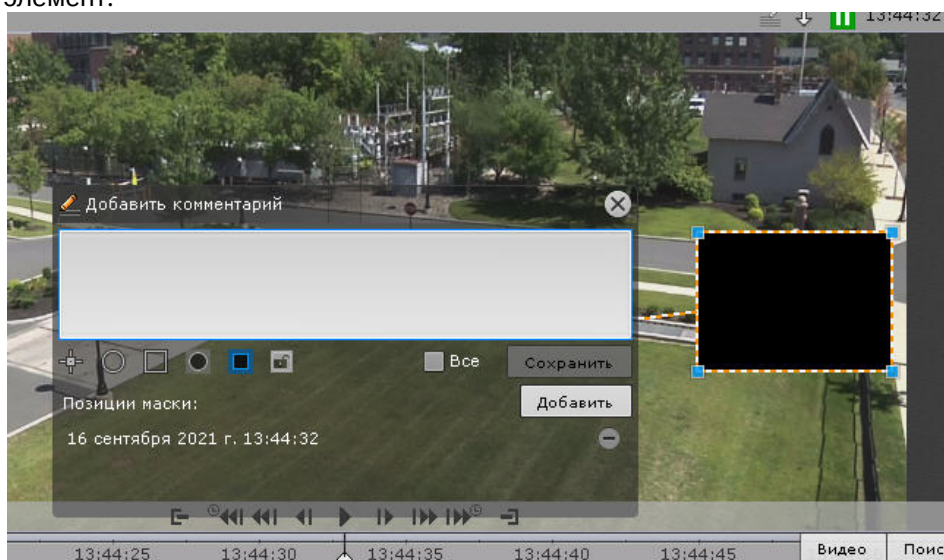 элемент.
13:44:32
Добавить комментарий
Все
Сохранить
Позиции маски:
Добавить
16 сентября 2021 г. 13:44:32
13:44:25 13:44:30 13:44:35 13:44:40 13:44:45
Видео Поис